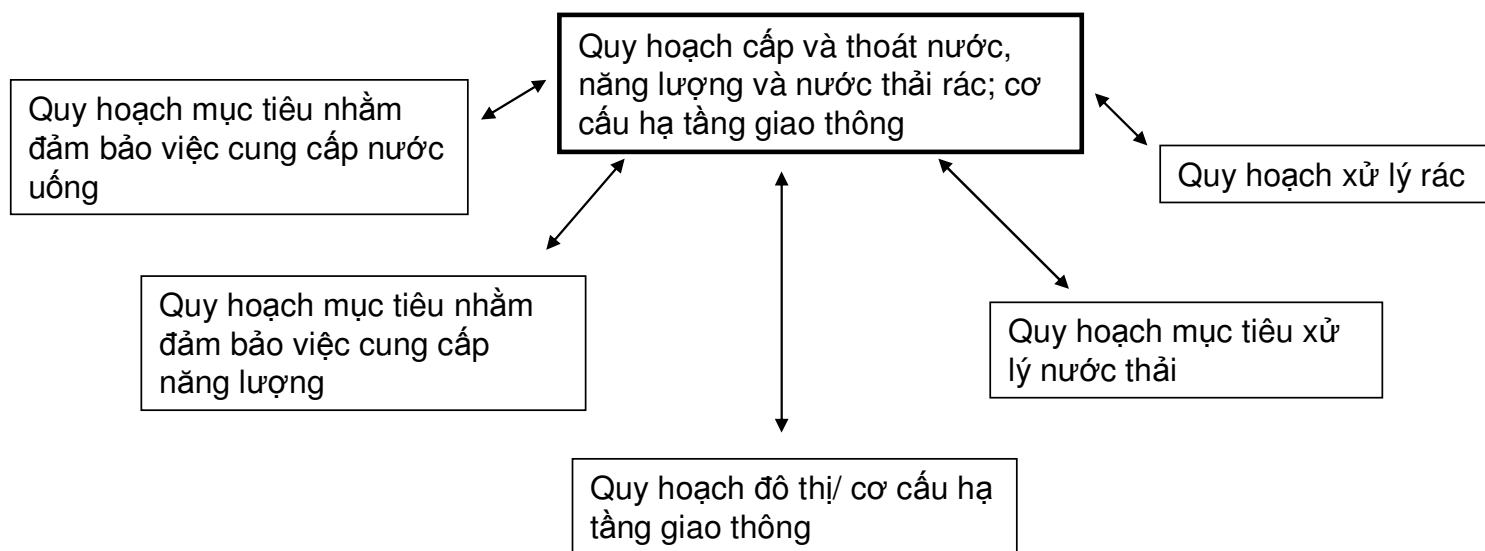 Quy hoạch cấp và thoát nước,
năng lượng và nước thải rác; cơ
cấu hạ tầng giao thông
Quy hoạch mục tiêu nhằm
đảm bảo việc cung cấp nước
uống
Quy hoạch xử lý rác
Quy hoạch mục tiêu nhằm
đảm bảo việc cung cấp
năng lượng
Quy hoạch mục tiêu xử
lý nước thải
Quy hoạch đô thị/ cơ cấu hạ
tầng giao thông